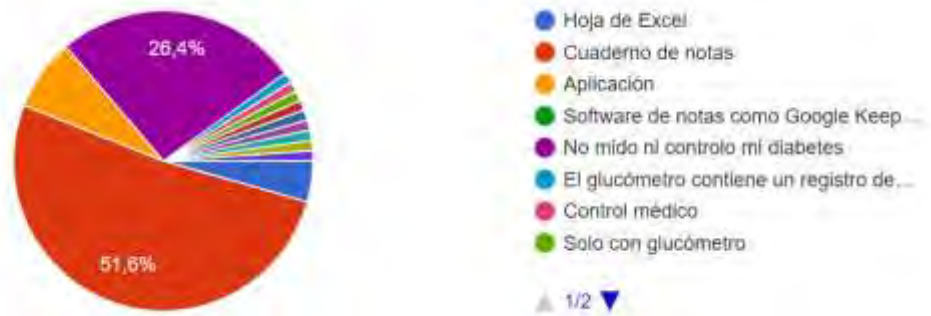 26,4%
51,6%
Hoja de Excel
Cuaderno de notas
Aplicación
Software de notas como Google Keep...
No mido ni controlo mi diabetes
El glucómetro contiene un registro de...
Control médico
Solo con glucómetro
1/2